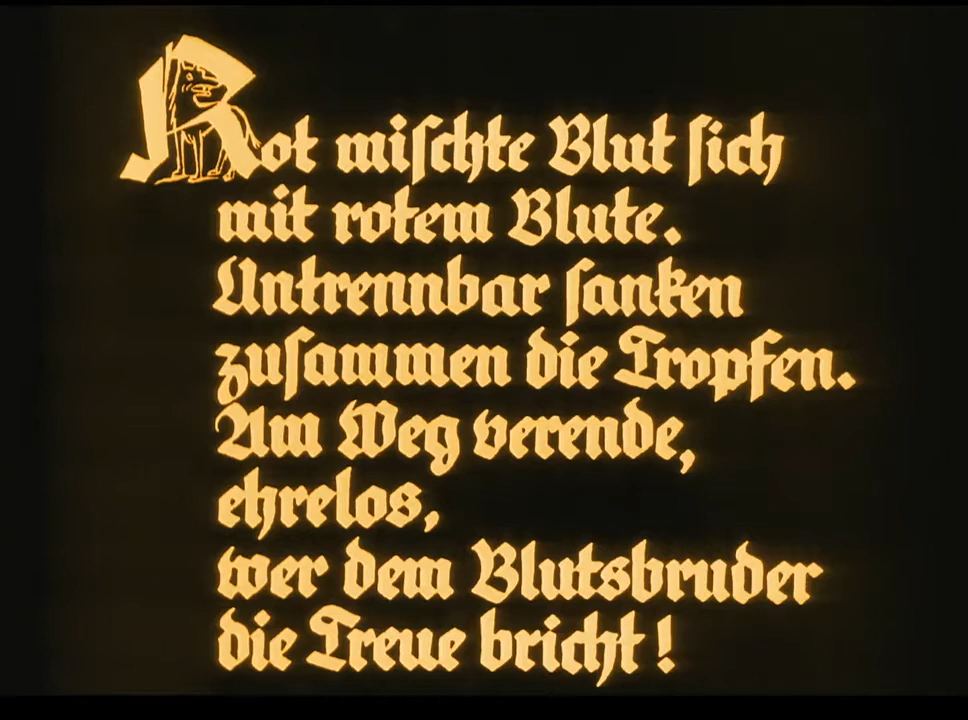 Rot mischte Blut sich
mit rotem Blute.
Untrennbar sanken
zusammen die Tropfen.
Am Weg verende,
ehrelos,
wer dem Blutsbruder
die Treue bricht!